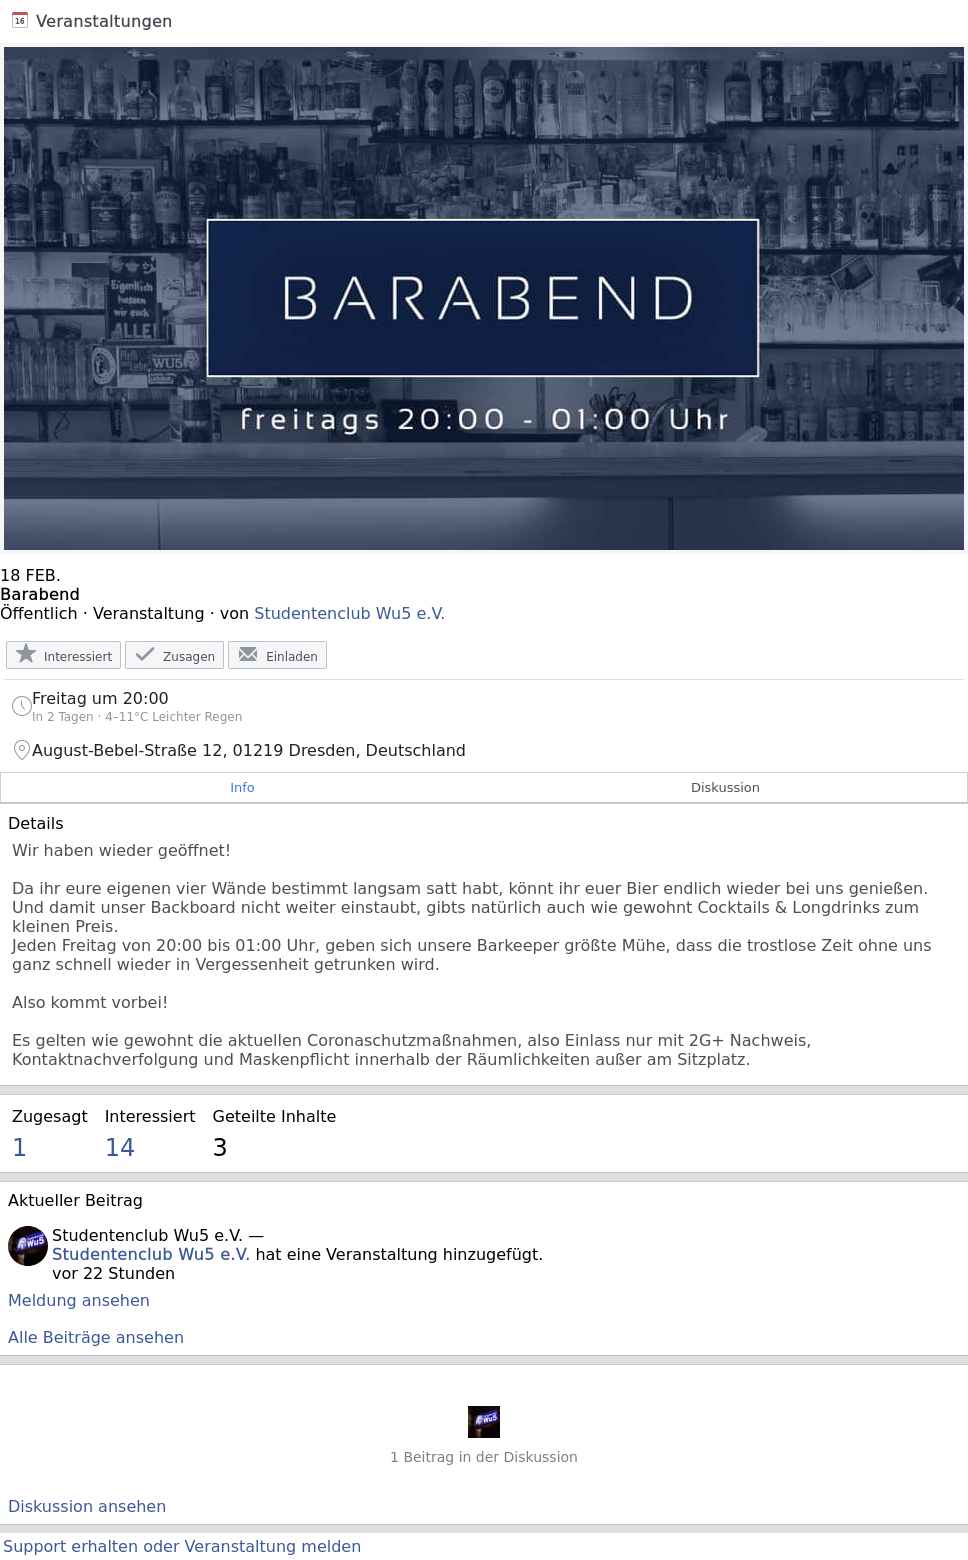 16 Veranstaltungen
Eigentlich
hassen
wir euch
ALLE!
WU5
BARABEND
freitags 20:00 - 01:00 Uhr
18 FEB.
Barabend
Öffentlich · Veranstaltung · von Studentenclub Wu5 e.V.
Interessiert Zusagen Einladen
Freitag um 20:00
In 2 Tagen · 4–11°C Leichter Regen
August-Bebel-Straße 12, 01219 Dresden, Deutschland
Info Diskussion
Details
Wir haben wieder geöffnet!
Da ihr eure eigenen vier Wände bestimmt langsam satt habt, könnt ihr euer Bier endlich wieder bei uns genießen.
Und damit unser Backboard nicht weiter einstaubt, gibts natürlich auch wie gewohnt Cocktails & Longdrinks zum
kleinen Preis.
Jeden Freitag von 20:00 bis 01:00 Uhr, geben sich unsere Barkeeper größte Mühe, dass die trostlose Zeit ohne uns
ganz schnell wieder in Vergessenheit getrunken wird.
Also kommt vorbei!
Es gelten wie gewohnt die aktuellen Coronaschutzmaßnahmen, also Einlass nur mit 2G+ Nachweis,
Kontaktnachverfolgung und Maskenpflicht innerhalb der Räumlichkeiten außer am Sitzplatz.
Zugesagt Interessiert Geteilte Inhalte
1 14 3
Aktueller Beitrag
Studentenclub Wu5 e.V. —
Studentenclub Wu5 e.V. hat eine Veranstaltung hinzugefügt.
vor 22 Stunden
Meldung ansehen
Alle Beiträge ansehen
1 Beitrag in der Diskussion
Diskussion ansehen
Support erhalten oder Veranstaltung melden